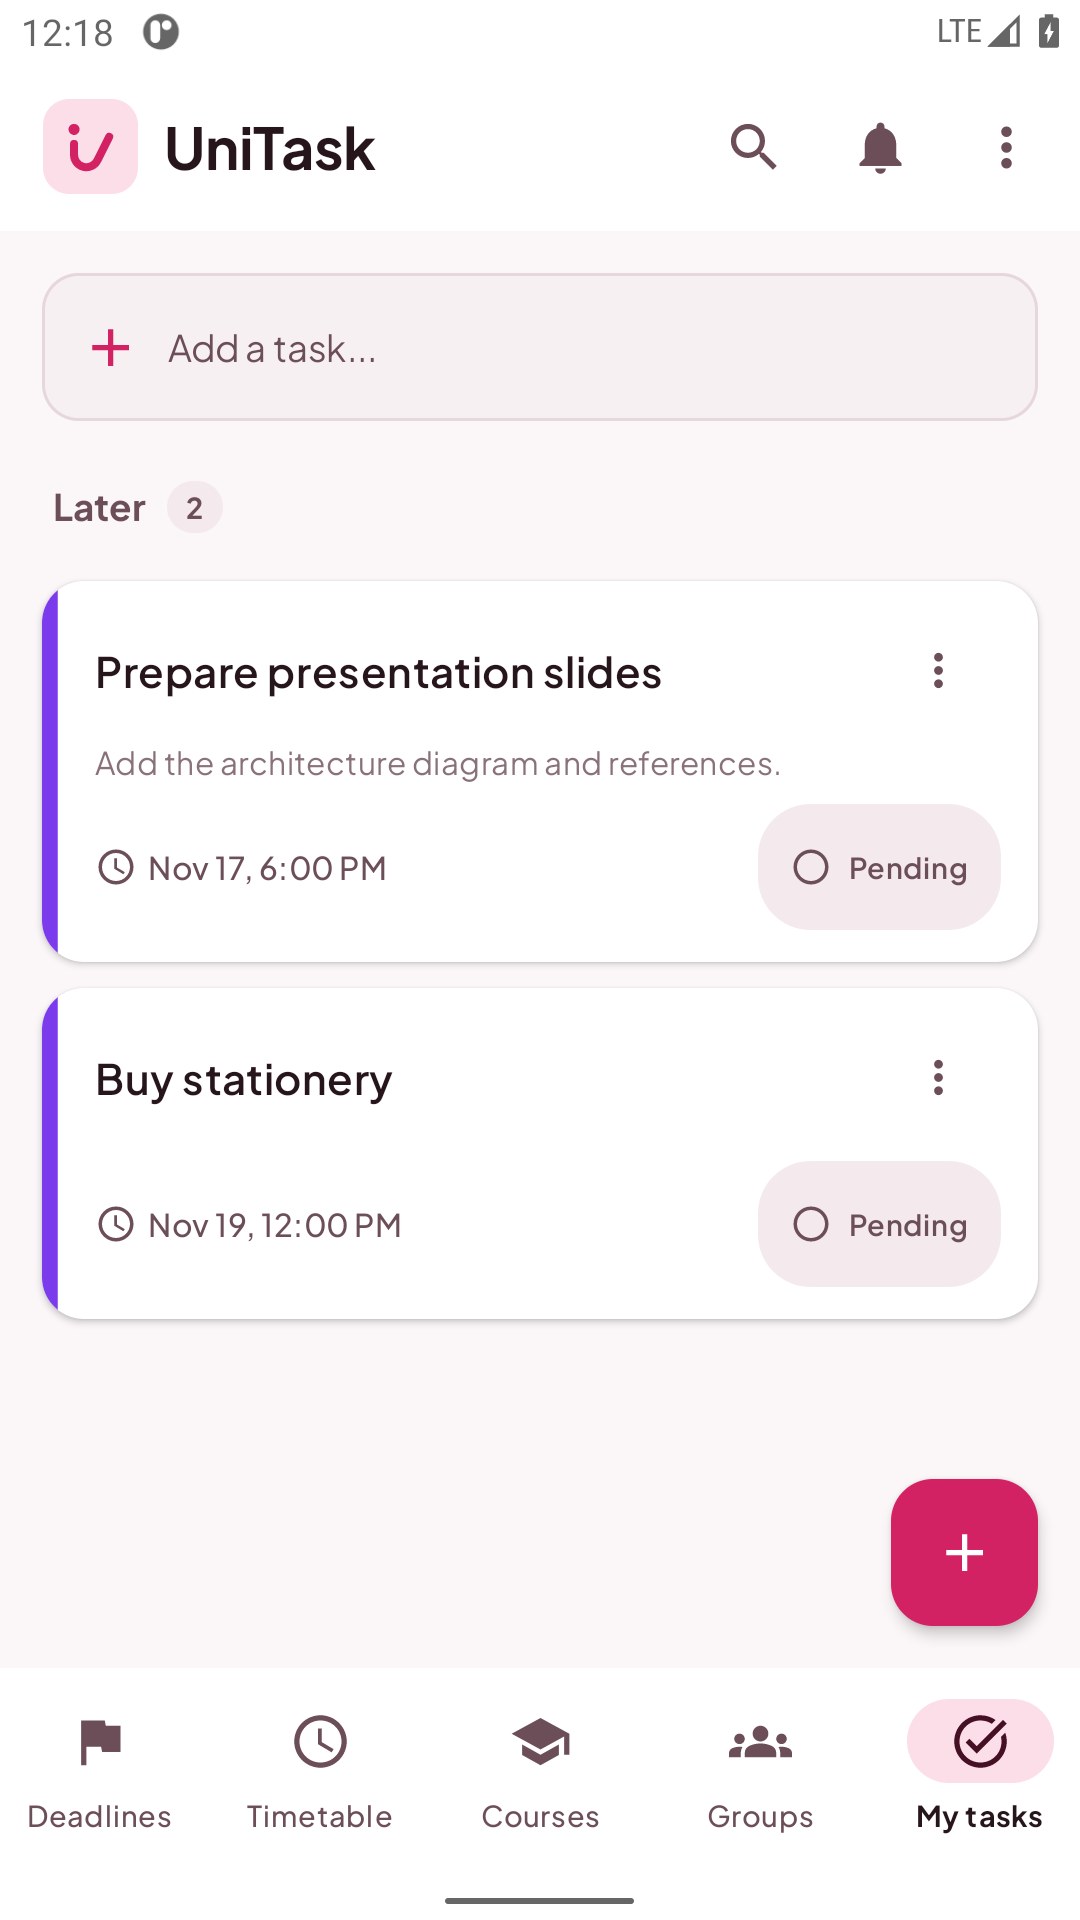 12:18
LTE
UniTask
Add a task...
Later 2
Prepare presentation slides
Add the architecture diagram and references.
Nov 17, 6:00 PM
Pending
Buy stationery
Nov 19, 12:00 PM
Pending
Deadlines
Timetable
Courses
Groups
My tasks